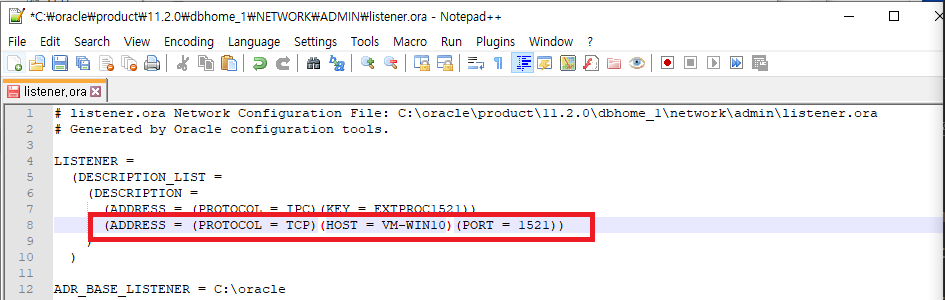 *C:₩oracle₩product₩11.2.0₩dbhome_1₩NETWORK₩ADMIN₩listener.ora - Notepad++
File Edit Search View Encoding Language Settings Tools Macro Run Plugins Window ?
listener.ora
1 # listener.ora Network Configuration File: C:\oracle\product\11.2.0\dbhome_1\network\admin\listener.ora
2 # Generated by Oracle configuration tools.
3
4 LISTENER =
5 (DESCRIPTION_LIST =
6 (DESCRIPTION =
7 (ADDRESS = (PROTOCOL = IPC)(KEY = EXTPROC1521))
8 (ADDRESS = (PROTOCOL = TCP)(HOST = VM-WIN10)(PORT = 1521))
9 )
10 )
11
12 ADR_BASE_LISTENER = C:\oracle